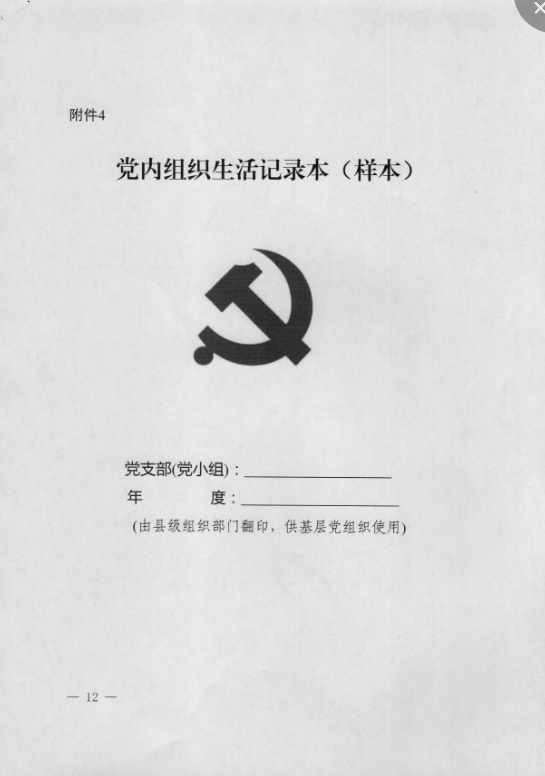 附件4
党内组织生活记录本（样本）
党支部(党小组)：
年 度：
(由县级组织部门翻印，供基层党组织使用)
— 12 —